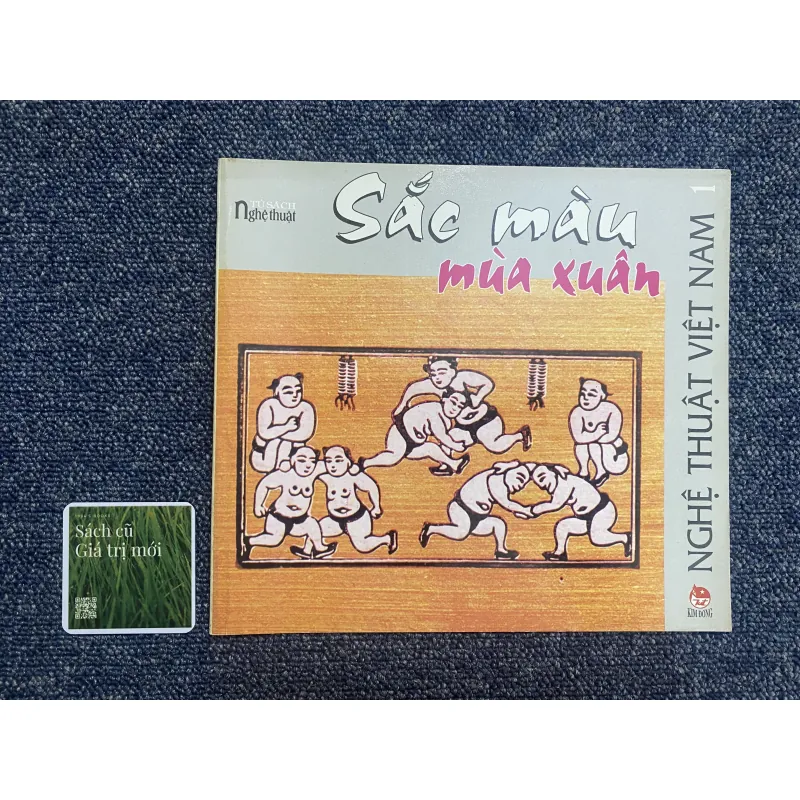 TỦ SÁCH
Nghệ thuật
Sắc màu
mùa xuân
NGHỆ THUẬT VIỆT NAM 1
KIM ĐỒNG
Sách cũ
Giá trị mới